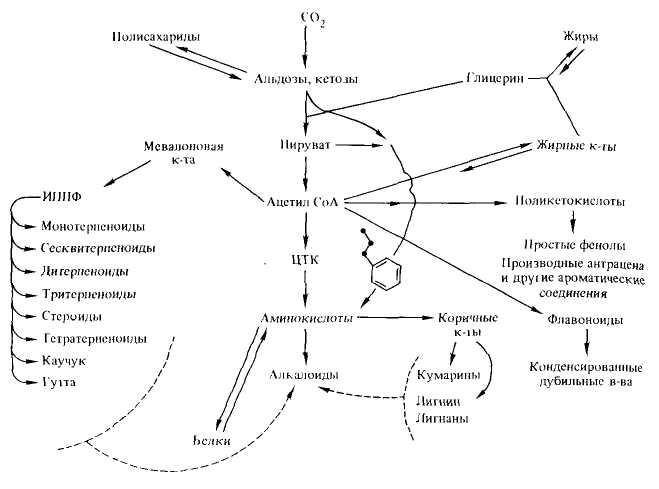 CO2
Полисахариды
Жиры
Альдозы, кетозы
Глицерин
Мевалоновая
к-та
Пируват
Жирные к-ты
ИППФ
Ацетил СоА
Поликетокислоты
Монотерпеноиды
Сесквитерпеноиды
Дитерпеноиды
Тритерпеноиды
Стероиды
Тетратерпеноиды
Каучук
Гутта
ЦТК
Простые фенолы
Производные антрацена
и другие ароматические
соединения
Аминокислоты
Коричные
к-ты
Флавоноиды
Алкалоиды
Кумарины
Лигнин
Лигнаны
Конденсированные
дубильные в-ва
Белки